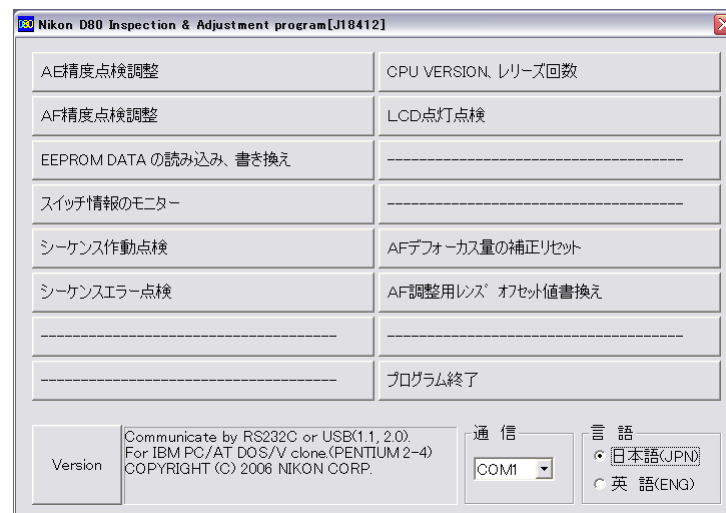 Nikon D80 Inspection & Adjustment program[J18412]
AE精度点検調整
CPU VERSION、レリーズ回数
AF精度点検調整
LCD点灯点検
EEPROM DATA の読み込み、書き換え
-------------------------------------
スイッチ情報のモニター
-------------------------------------
シーケンス作動点検
AFデフォーカス量の補正リセット
シーケンスエラー点検
AF調整用レンズ オフセット値書換え
-------------------------------------
-------------------------------------
-------------------------------------
プログラム終了
Version
Communicate by RS232C or USB(1.1, 2.0).
For IBM PC/AT DOS/V clone.(PENTIUM 2-4)
COPYRIGHT (C) 2006 NIKON CORP.
通 信
COM1
言 語
日本語(JPN)
英 語(ENG)